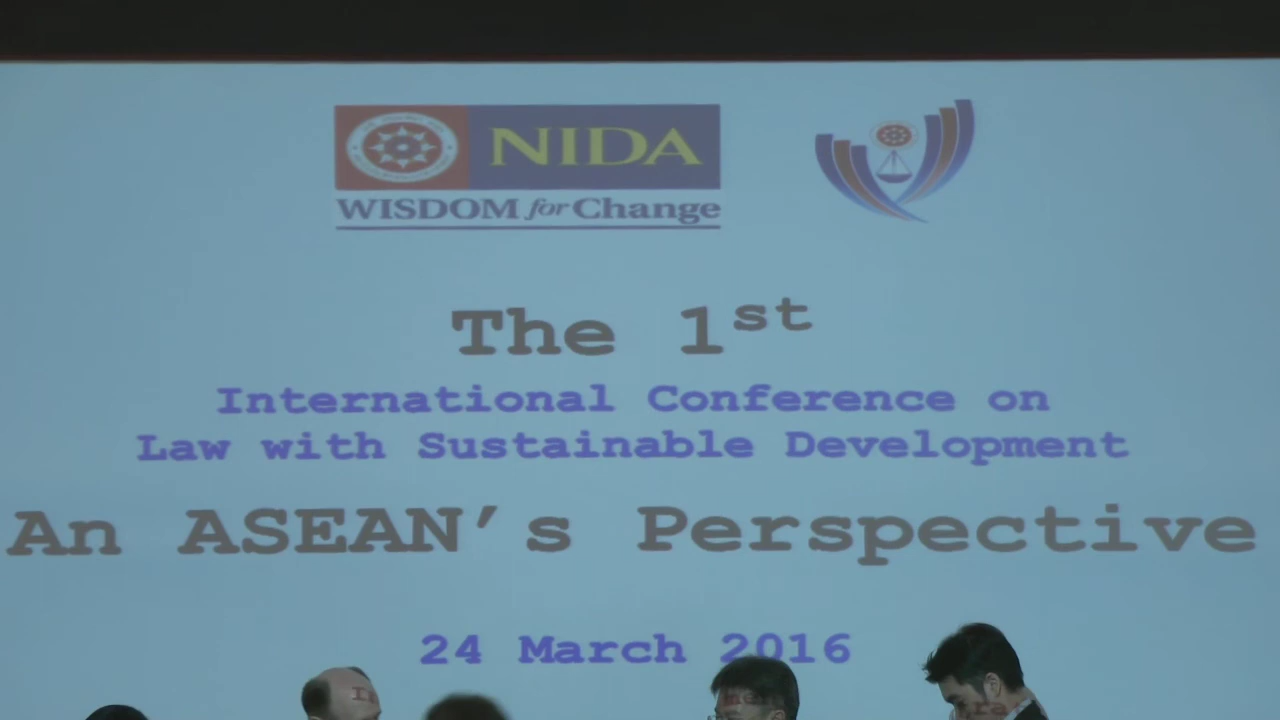 NIDA
WISDOM for Change
The 1st
International Conference on
Law with Sustainable Development
An ASEAN's Perspective
24 March 2016